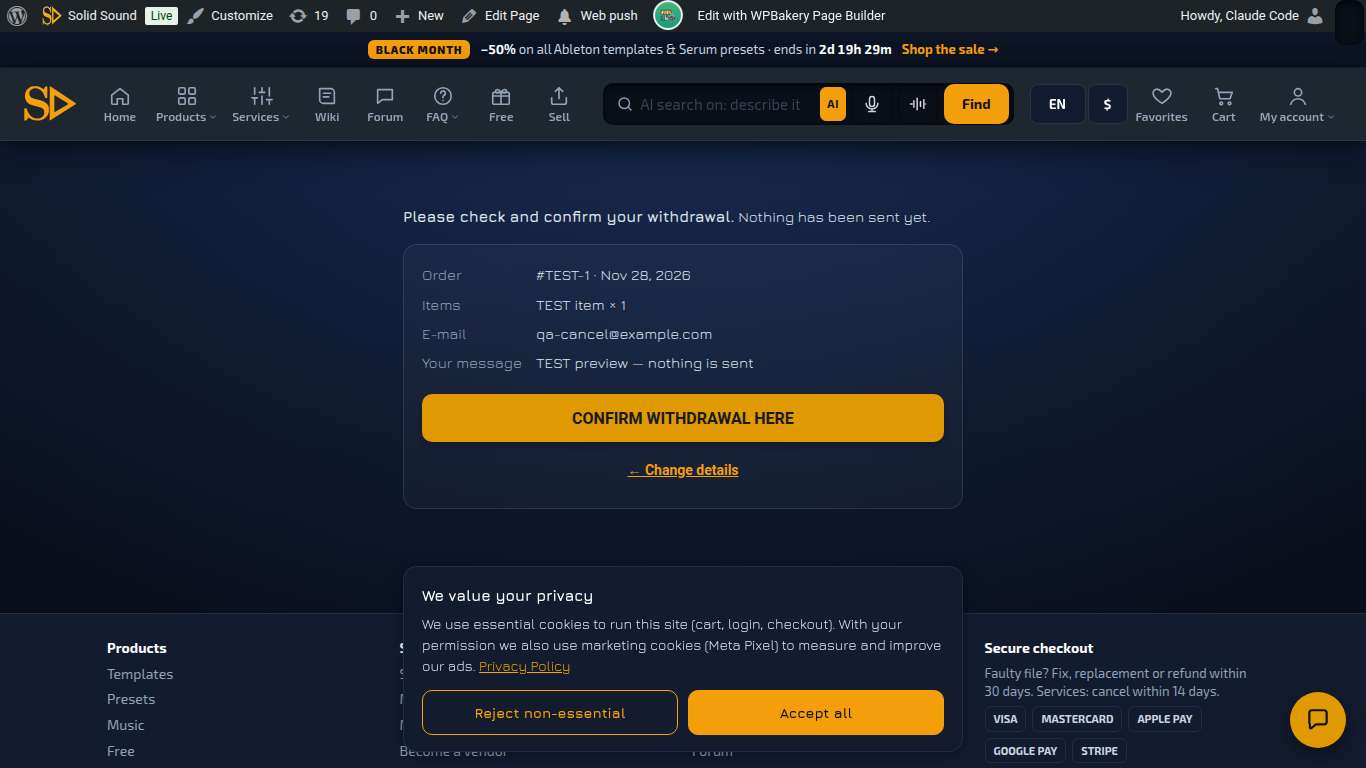 Solid Sound Live Customize 19 0 New Edit Page Web push Edit with WPBakery Page Builder Howdy, Claude Code
BLACK MONTH −50% on all Ableton templates & Serum presets · ends in 2d 19h 29m Shop the sale →
Home Products Services Wiki Forum FAQ Free Sell AI search on: describe it AI Find EN $ Favorites Cart My account
Please check and confirm your withdrawal. Nothing has been sent yet.
Order #TEST-1 · Nov 28, 2026
Items TEST item × 1
E-mail qa-cancel@example.com
Your message TEST preview — nothing is sent
CONFIRM WITHDRAWAL HERE
← Change details
We value your privacy
We use essential cookies to run this site (cart, login, checkout). With your
permission we also use marketing cookies (Meta Pixel) to measure and improve
our ads. Privacy Policy
Reject non-essential Accept all
Products
Templates
Presets
Music
Free
Become a vendor
Forum
Secure checkout
Faulty file? Fix, replacement or refund within
30 days. Services: cancel within 14 days.
VISA MASTERCARD APPLE PAY
GOOGLE PAY STRIPE